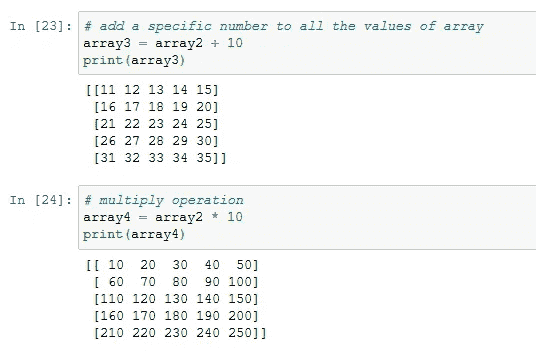 In [23]: # add a specific number to all the values of array
array3 = array2 + 10
print(array3)
[[11 12 13 14 15]
[16 17 18 19 20]
[21 22 23 24 25]
[26 27 28 29 30]
[31 32 33 34 35]]
In [24]: # multiply operation
array4 = array2 * 10
print(array4)
[[ 10 20 30 40 50]
[ 60 70 80 90 100]
[110 120 130 140 150]
[160 170 180 190 200]
[210 220 230 240 250]]